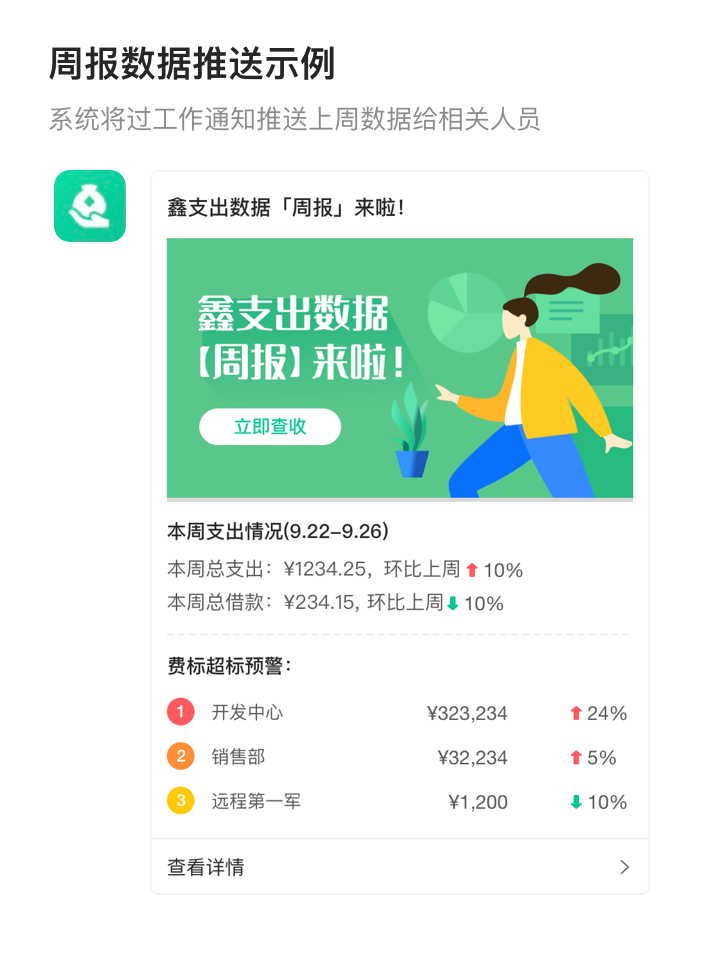 周报数据推送示例
系统将过工作通知推送上周数据给相关人员
鑫支出数据「周报」来啦！
鑫支出数据
【周报】来啦！
立即查收
本周支出情况(9.22–9.26)
本周总支出：¥1234.25，环比上周 10%
本周总借款：¥234.15, 环比上周 10%
费标超标预警：
1 开发中心 ¥323,234 24%
2 销售部 ¥32,234 5%
3 远程第一军 ¥1,200 10%
查看详情